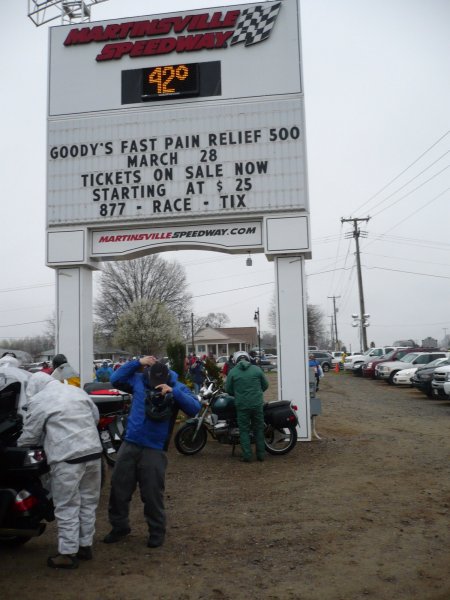 MARTINSVILLE
SPEEDWAY
42°
GOODY'S FAST PAIN RELIEF 500
MARCH 28
TICKETS ON SALE NOW
STARTING AT $ 25
877 - RACE - TIX
MARTINSVILLESPEEDWAY.COM